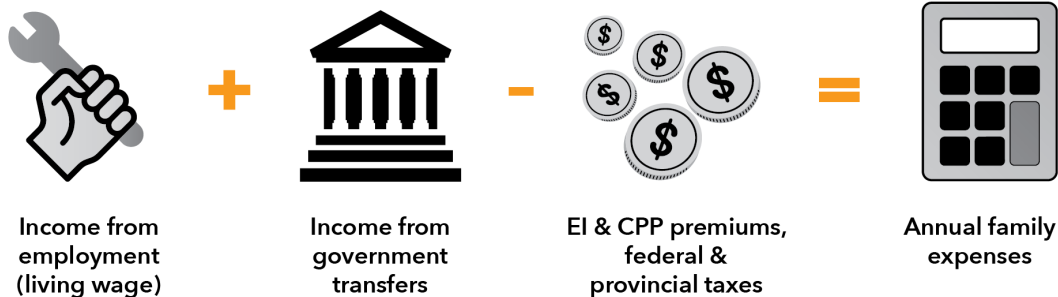 $
$
$
$
$
+
-
=
Income from
employment
(living wage)
Income from
government
transfers
EI & CPP premiums,
federal &
provincial taxes
Annual family
expenses